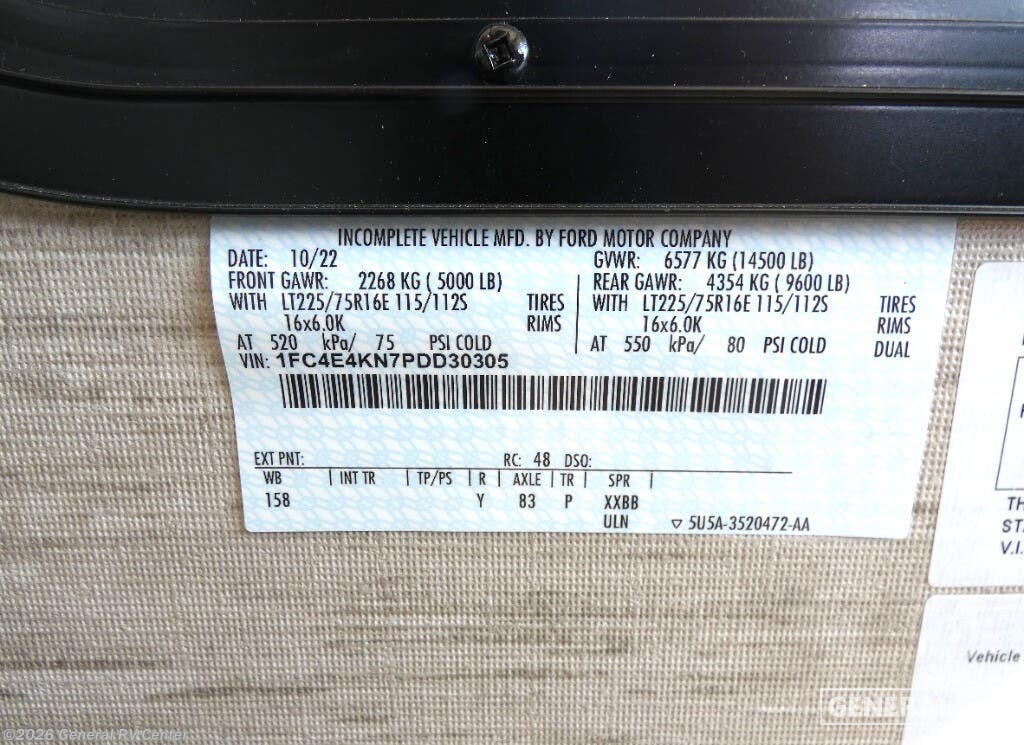 INCOMPLETE VEHICLE MFD. BY FORD MOTOR COMPANY
DATE: 10/22 GVWR: 6577 KG (14500 LB)
FRONT GAWR: 2268 KG ( 5000 LB) REAR GAWR: 4354 KG ( 9600 LB)
WITH LT225/75R16E 115/112S TIRES WITH LT225/75R16E 115/112S TIRES
16x6.0K RIMS 16x6.0K RIMS
AT 520 kPa/ 75 PSI COLD AT 550 kPa/ 80 PSI COLD DUAL
VIN: 1FC4E4KN7PDD30305
EXT PNT: RC: 48 DSO:
WB | INT TR | TP/PS | R | AXLE | TR | SPR |
158 Y 83 P XXBB
ULN ▽ 5U5A-3520472-AA
TH
ST
V.I.
Vehicle
GENERAL
©2026 General RV Center